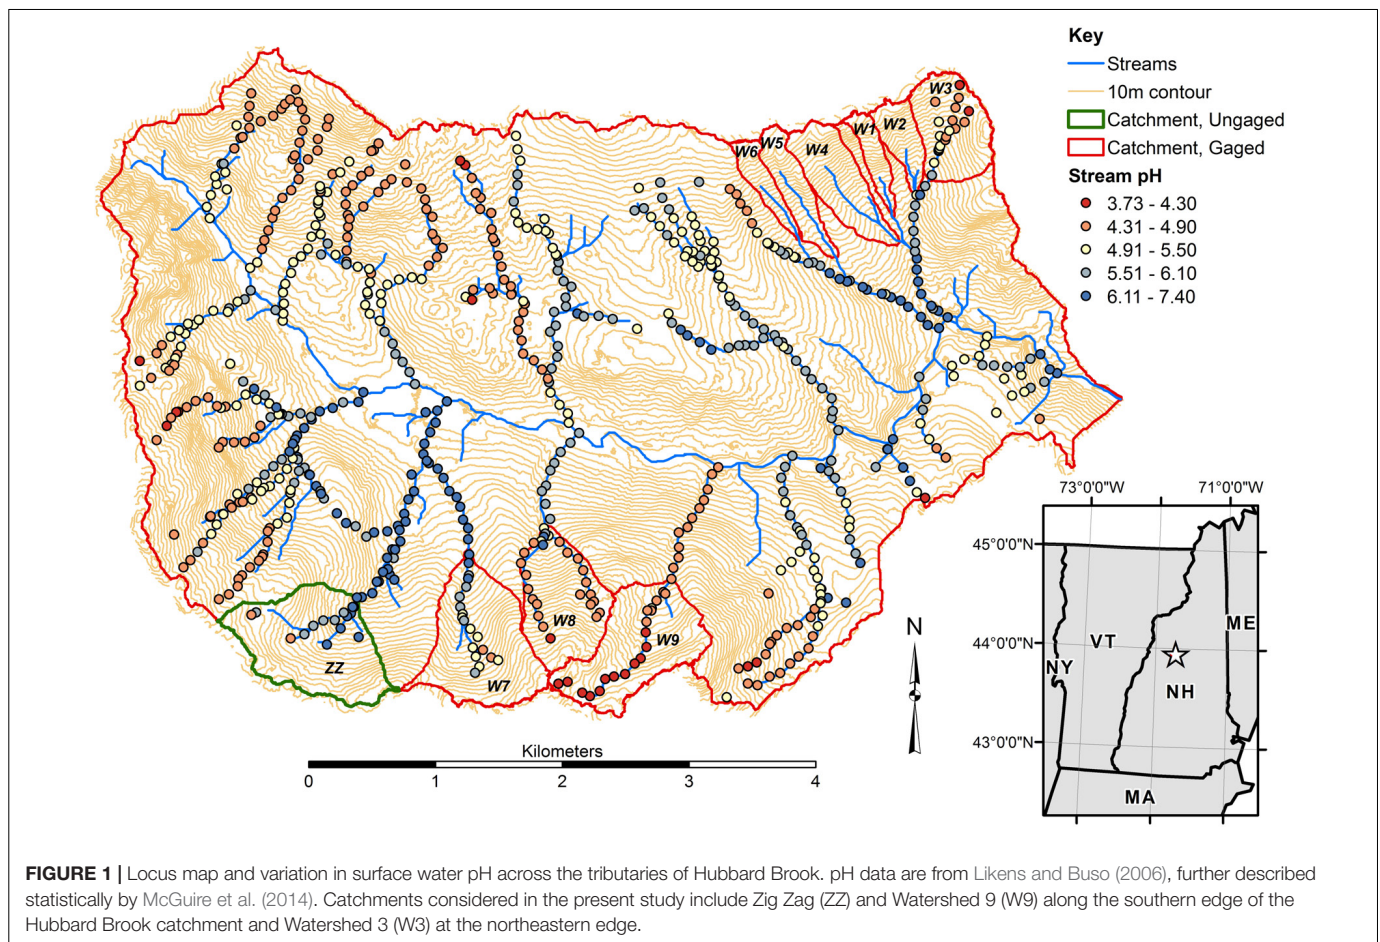 Key
Streams
10m contour
Catchment, Ungaged
Catchment, Gaged
Stream pH
3.73 - 4.30
4.31 - 4.90
4.91 - 5.50
5.51 - 6.10
6.11 - 7.40
W3
W1
W2
W5
W6
W4
W8
W9
ZZ
W7
N
Kilometers
0 1 2 3 4
73°0'0"W 71°0'0"W
45°0'0"N
44°0'0"N
43°0'0"N
ME
VT
NY
NH
MA
FIGURE 1 | Locus map and variation in surface water pH across the tributaries of Hubbard Brook. pH data are from Likens and Buso (2006), further described
statistically by McGuire et al. (2014). Catchments considered in the present study include Zig Zag (ZZ) and Watershed 9 (W9) along the southern edge of the
Hubbard Brook catchment and Watershed 3 (W3) at the northeastern edge.